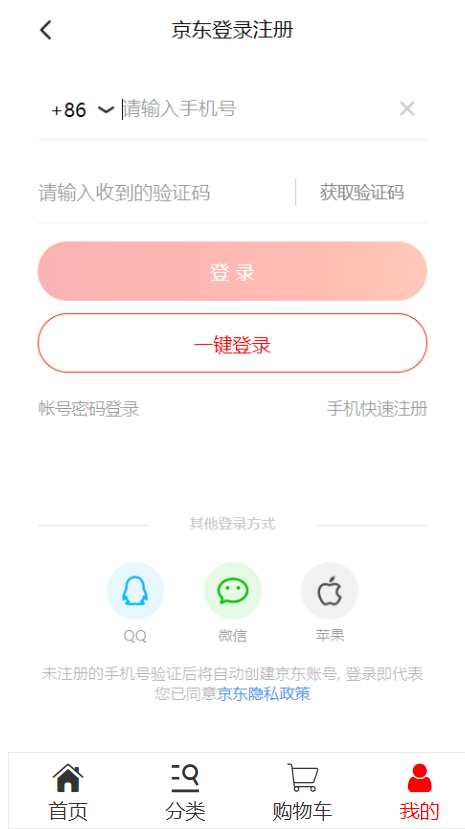 京东登录注册
+86 请输入手机号
请输入收到的验证码 获取验证码
登 录
一键登录
帐号密码登录 手机快速注册
其他登录方式
QQ 微信 苹果
未注册的手机号验证后将自动创建京东账号, 登录即代表
您已同意京东隐私政策
首页 分类 购物车 我的